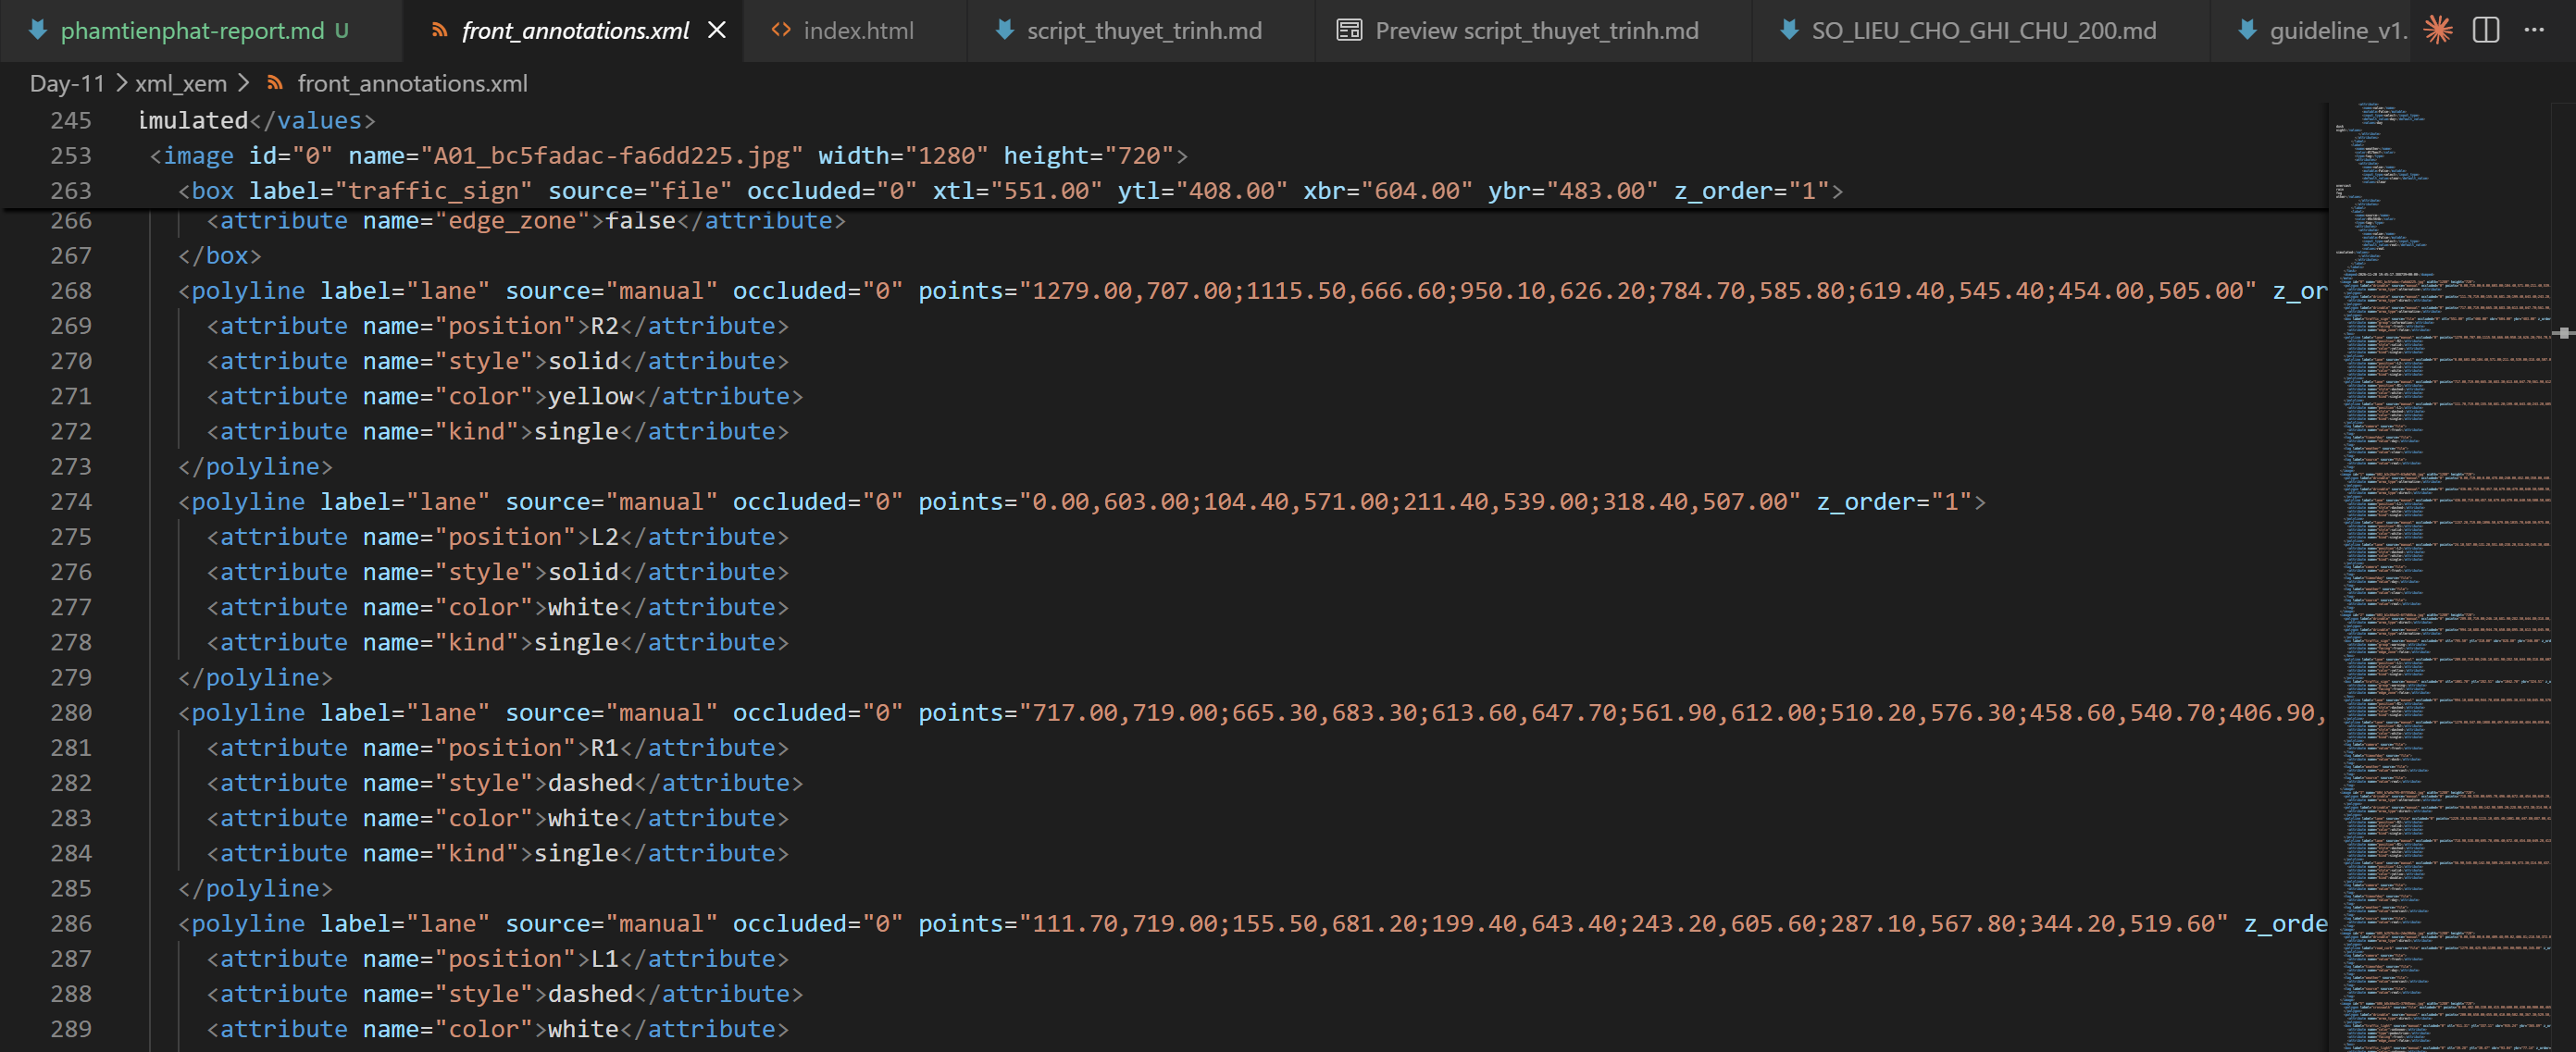 phamtienphat-report.md U
front_annotations.xml
index.html
script_thuyet_trinh.md
Preview script_thuyet_trinh.md
SO_LIEU_CHO_GHI_CHU_200.md
guideline_v1.
Day-11 > xml_xem > front_annotations.xml
245 imulated</values>
253 <image id="0" name="A01_bc5fadac-fa6dd225.jpg" width="1280" height="720">
263 <box label="traffic_sign" source="file" occluded="0" xtl="551.00" ytl="408.00" xbr="604.00" ybr="483.00" z_order="1">
266 <attribute name="edge_zone">false</attribute>
267 </box>
268 <polyline label="lane" source="manual" occluded="0" points="1279.00,707.00;1115.50,666.60;950.10,626.20;784.70,585.80;619.40,545.40;454.00,505.00" z_or
269 <attribute name="position">R2</attribute>
270 <attribute name="style">solid</attribute>
271 <attribute name="color">yellow</attribute>
272 <attribute name="kind">single</attribute>
273 </polyline>
274 <polyline label="lane" source="manual" occluded="0" points="0.00,603.00;104.40,571.00;211.40,539.00;318.40,507.00" z_order="1">
275 <attribute name="position">L2</attribute>
276 <attribute name="style">solid</attribute>
277 <attribute name="color">white</attribute>
278 <attribute name="kind">single</attribute>
279 </polyline>
280 <polyline label="lane" source="manual" occluded="0" points="717.00,719.00;665.30,683.30;613.60,647.70;561.90,612.00;510.20,576.30;458.60,540.70;406.90,
281 <attribute name="position">R1</attribute>
282 <attribute name="style">dashed</attribute>
283 <attribute name="color">white</attribute>
284 <attribute name="kind">single</attribute>
285 </polyline>
286 <polyline label="lane" source="manual" occluded="0" points="111.70,719.00;155.50,681.20;199.40,643.40;243.20,605.60;287.10,567.80;344.20,519.60" z_orde
287 <attribute name="position">L1</attribute>
288 <attribute name="style">dashed</attribute>
289 <attribute name="color">white</attribute>